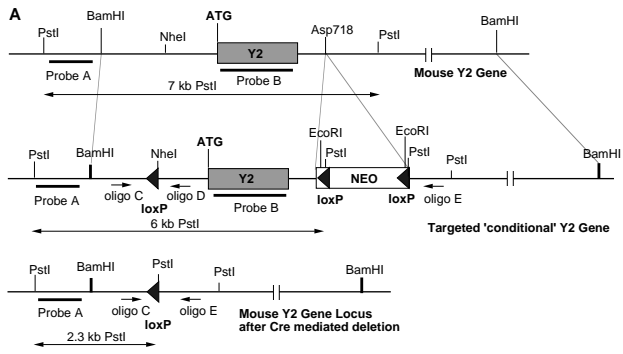 A
PstI BamHI NheI ATG Asp718 PstI BamHI
Y2
Probe A Probe B Mouse Y2 Gene
7 kb PstI
ATG EcoRI EcoRI
PstI BamHI NheI PstI PstI PstI BamHI
Y2 NEO
Probe A oligo C loxP oligo D Probe B loxP loxP oligo E
6 kb PstI Targeted 'conditional' Y2 Gene
PstI BamHI PstI PstI BamHI
Probe A oligo C oligo E Mouse Y2 Gene Locus
loxP after Cre mediated deletion
2.3 kb PstI